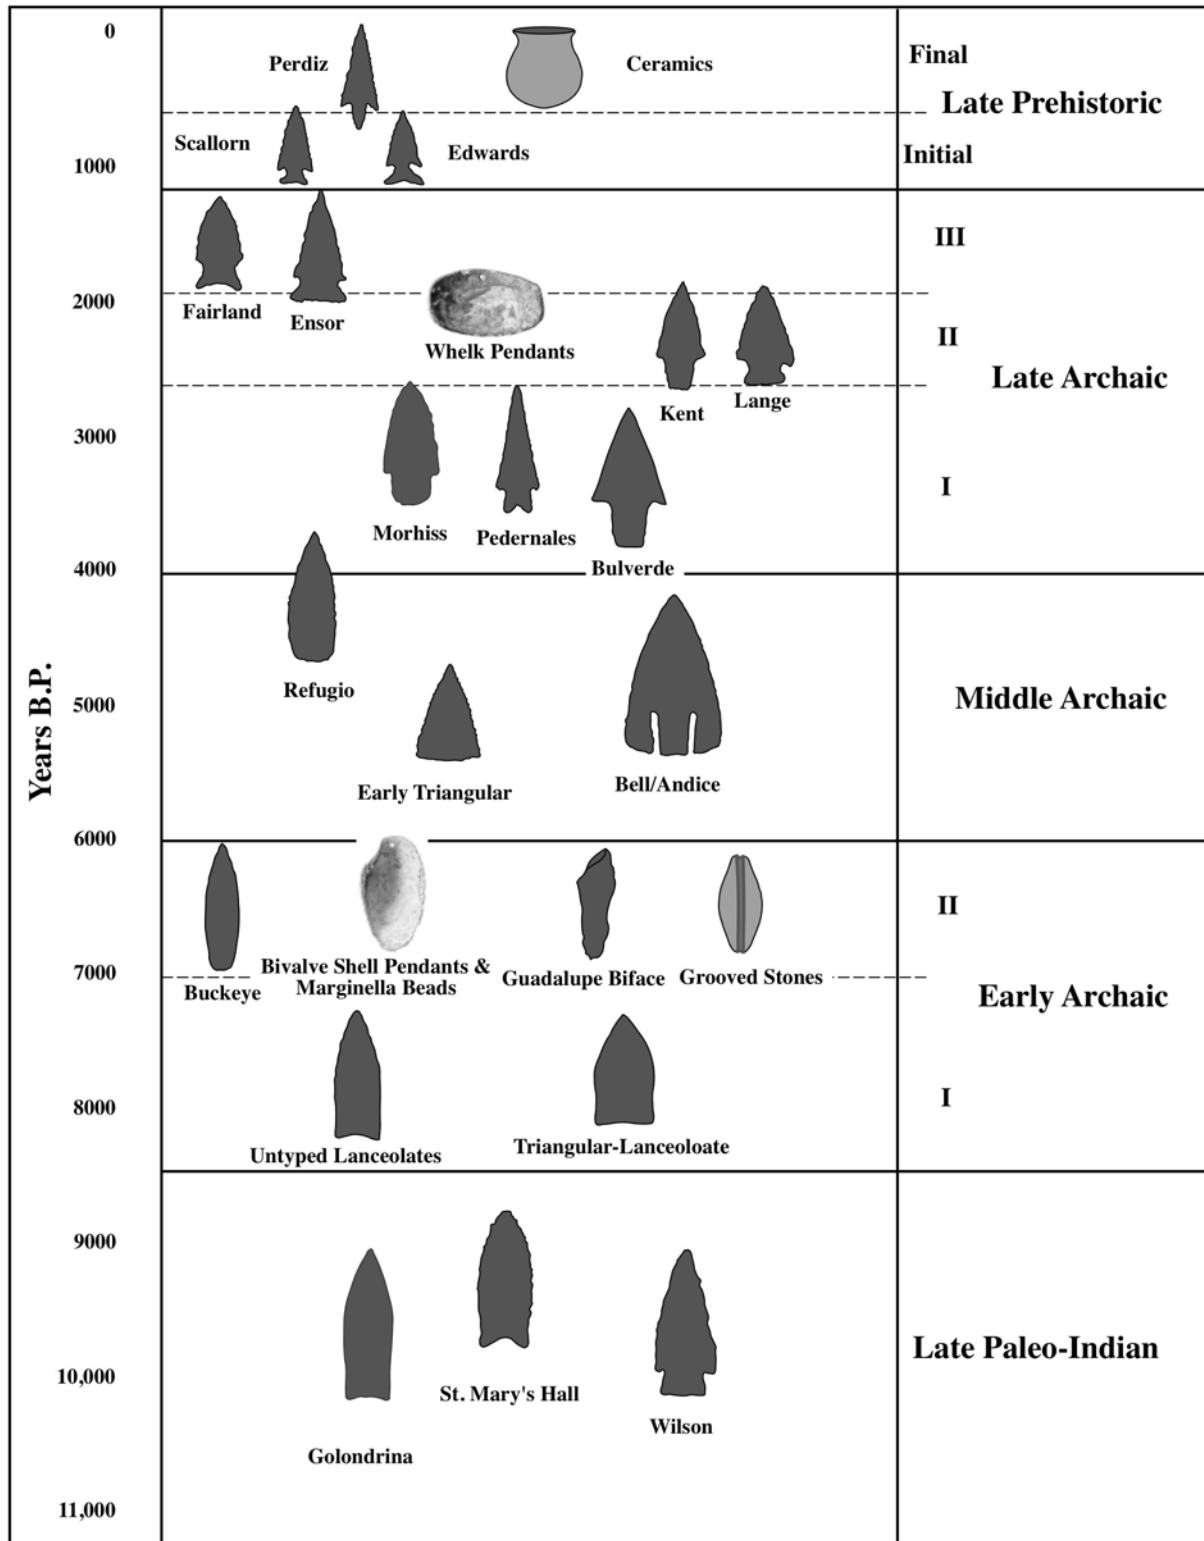 0
Perdiz
Ceramics
Final
Late Prehistoric
Scallorn
Edwards
Initial
1000
III
2000
Fairland
Ensor
Whelk Pendants
II
Late Archaic
Kent
Lange
3000
I
Morhiss
Pedernales
Bulverde
4000
Refugio
Years B.P.
5000
Middle Archaic
Early Triangular
Bell/Andice
6000
II
7000
Buckeye
Bivalve Shell Pendants &
Marginella Beads
Guadalupe Biface
Grooved Stones
Early Archaic
I
8000
Untyped Lanceolates
Triangular-Lanceoloate
9000
Late Paleo-Indian
10,000
St. Mary's Hall
Wilson
Golondrina
11,000